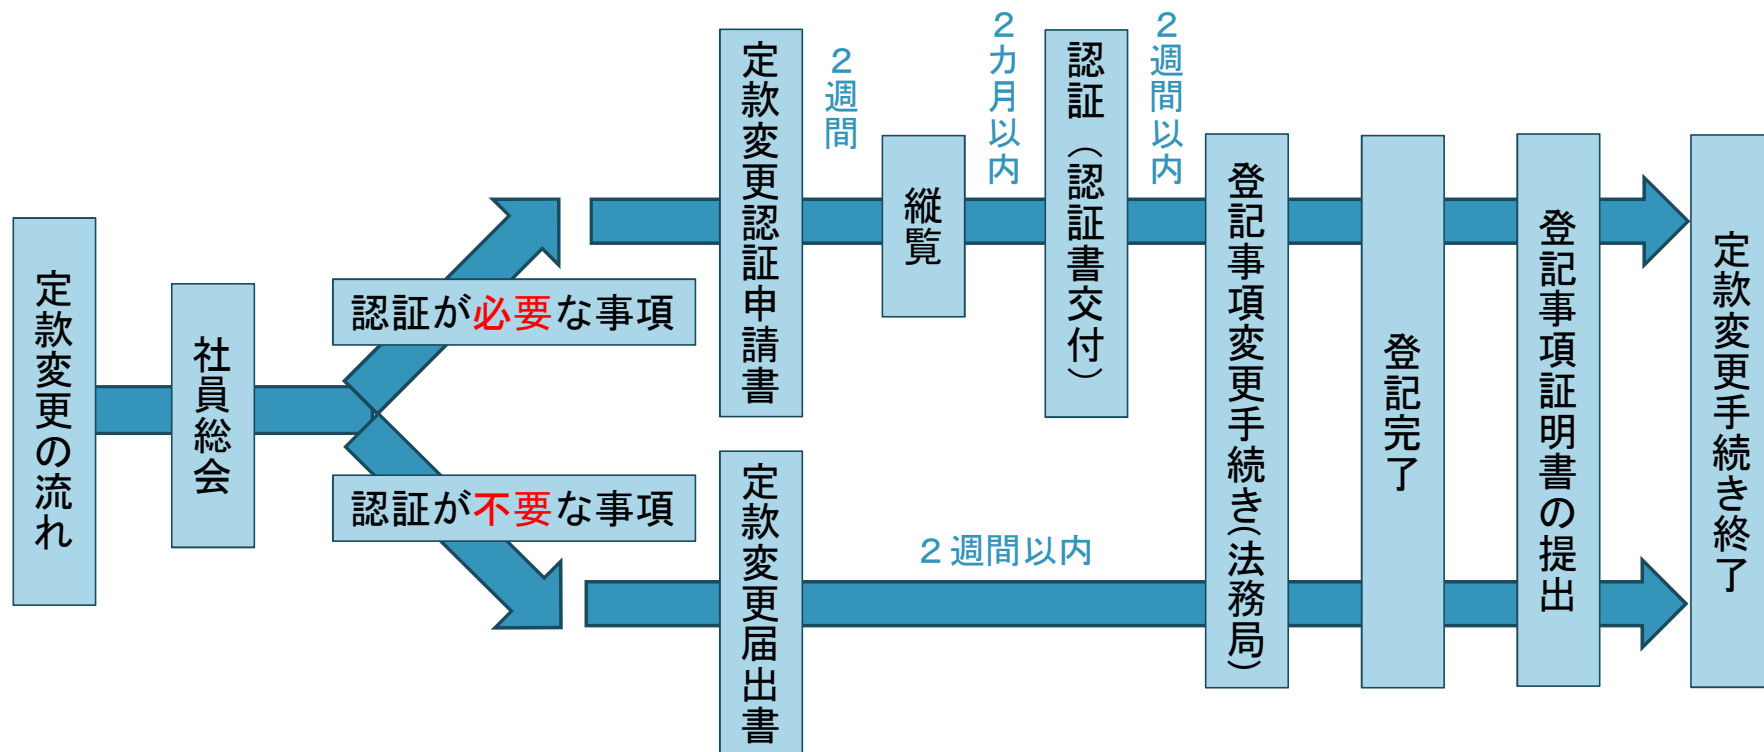 定款変更の流れ
社員総会
認証が必要な事項
定款変更認証申請書
２週間
縦覧
２カ月以内
認証（認証書交付）
２週間以内
認証が不要な事項
定款変更届出書
２週間以内
登記事項変更手続き（法務局）
登記完了
登記事項証明書の提出
定款変更手続き終了